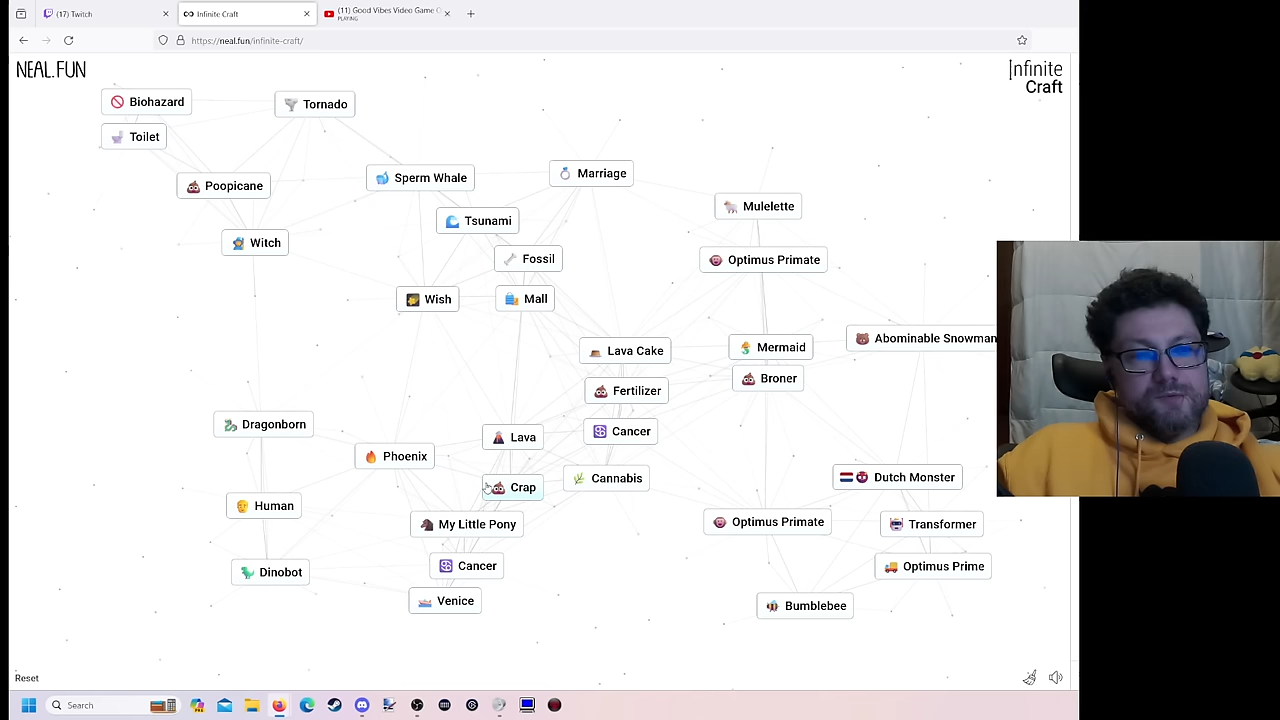 (17) Twitch
Infinite Craft
(11) Good Vibes Video Game
PLAYING
https://neal.fun/infinite-craft/
NEAL.FUN
Infinite
Craft
Biohazard
Tornado
Toilet
Poopicane
Sperm Whale
Marriage
Tsunami
Mulelette
Witch
Fossil
Optimus Primate
Wish
Mall
Lava Cake
Mermaid
Abominable Snowman
Broner
Fertilizer
Dragonborn
Lava
Cancer
Phoenix
Crap
Cannabis
Dutch Monster
Human
My Little Pony
Optimus Primate
Transformer
Dinobot
Cancer
Optimus Prime
Venice
Bumblebee
Reset
Search